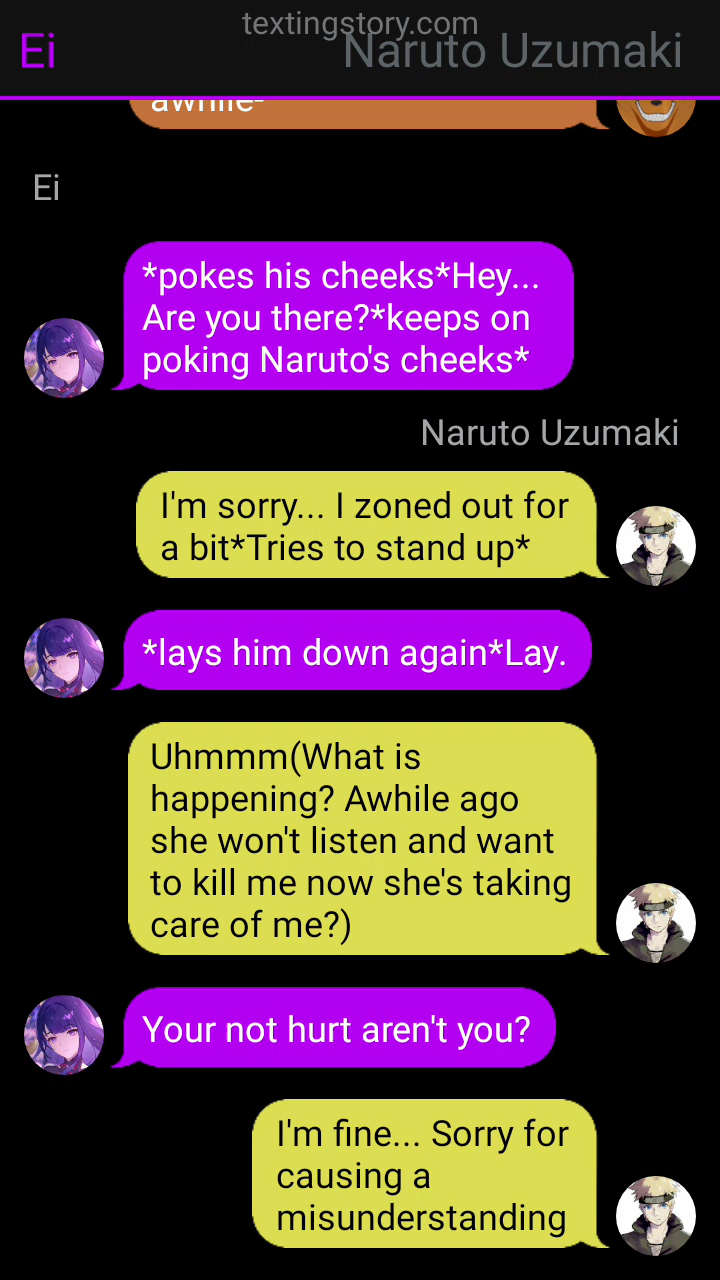 textingstory.com
Ei
Naruto Uzumaki
awhile-
Ei
*pokes his cheeks*Hey...
Are you there?*keeps on
poking Naruto's cheeks*
Naruto Uzumaki
I'm sorry... I zoned out for
a bit*Tries to stand up*
*lays him down again*Lay.
Uhmmm(What is
happening? Awhile ago
she won't listen and want
to kill me now she's taking
care of me?)
Your not hurt aren't you?
I'm fine... Sorry for
causing a
misunderstanding